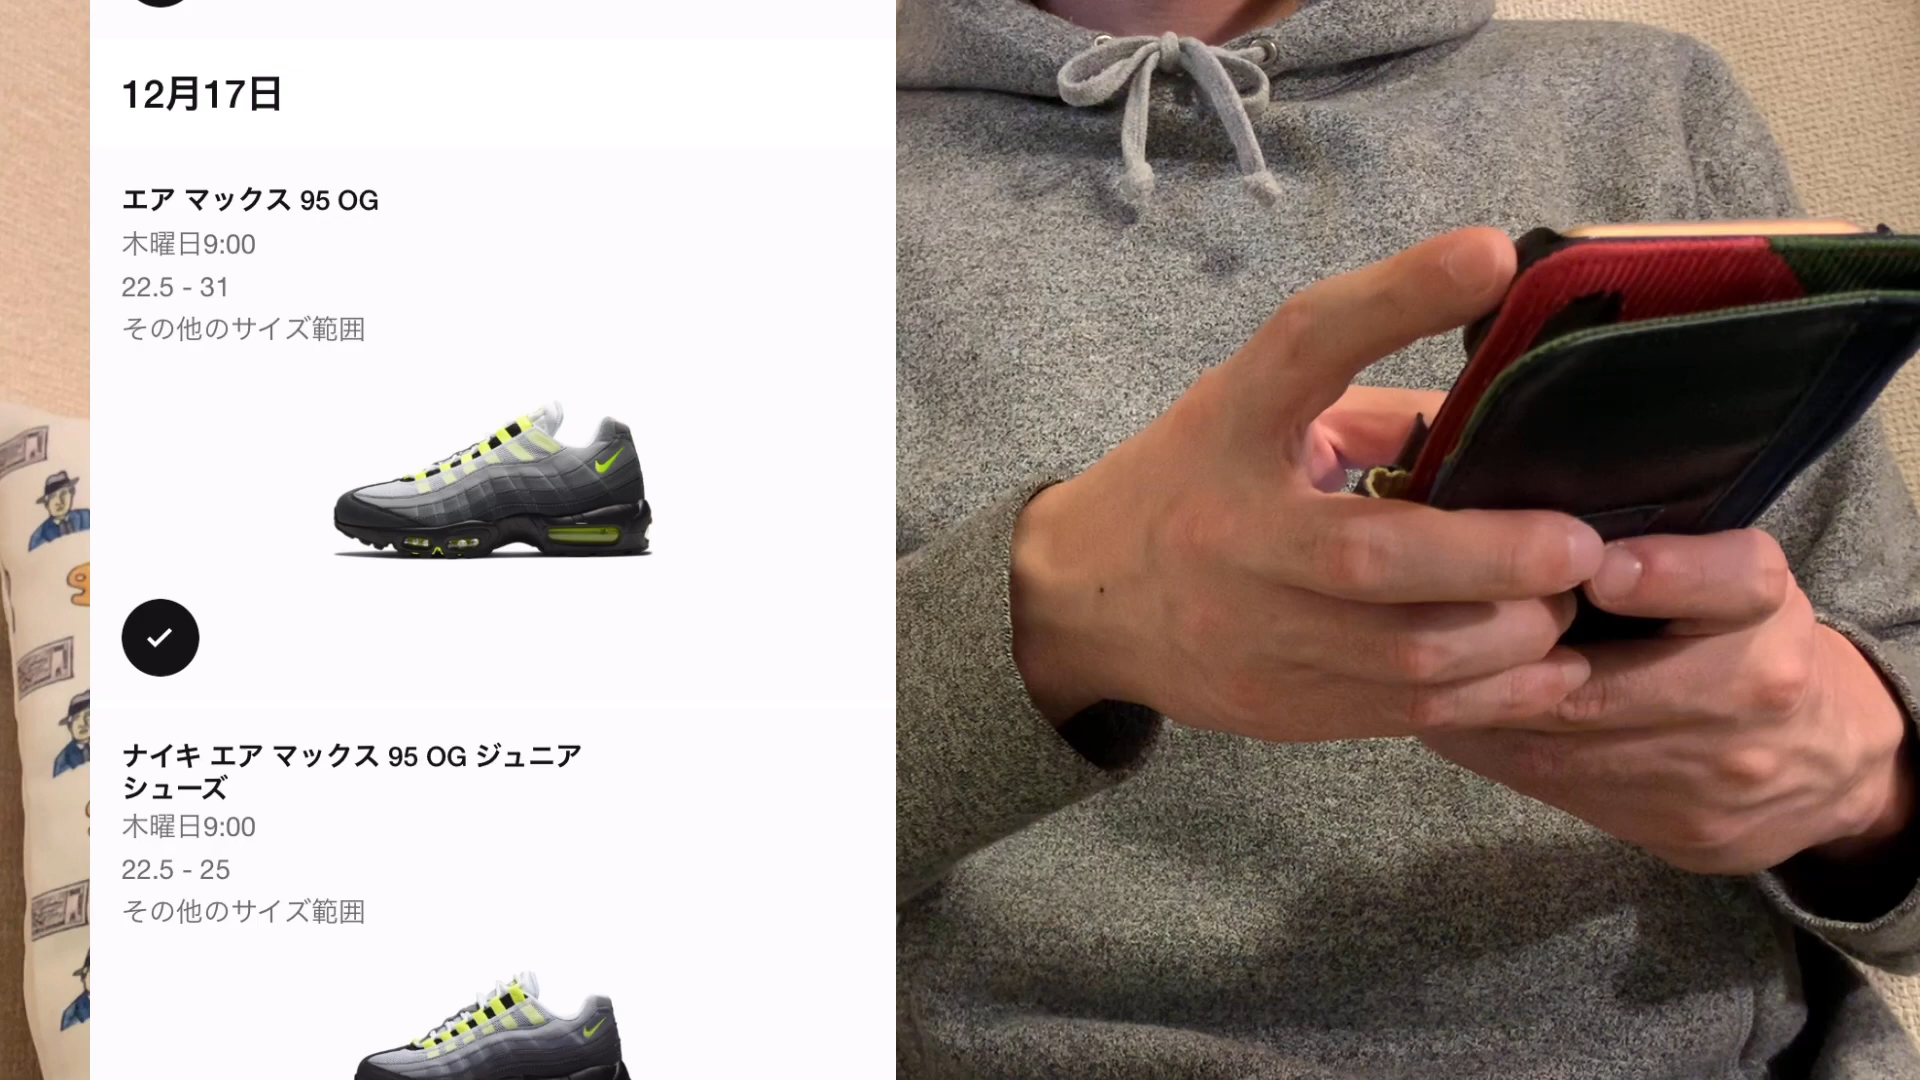 12月17日
エア マックス 95 OG
木曜日9:00
22.5 - 31
その他のサイズ範囲
ナイキ エア マックス 95 OG ジュニア
シューズ
木曜日9:00
22.5 - 25
その他のサイズ範囲